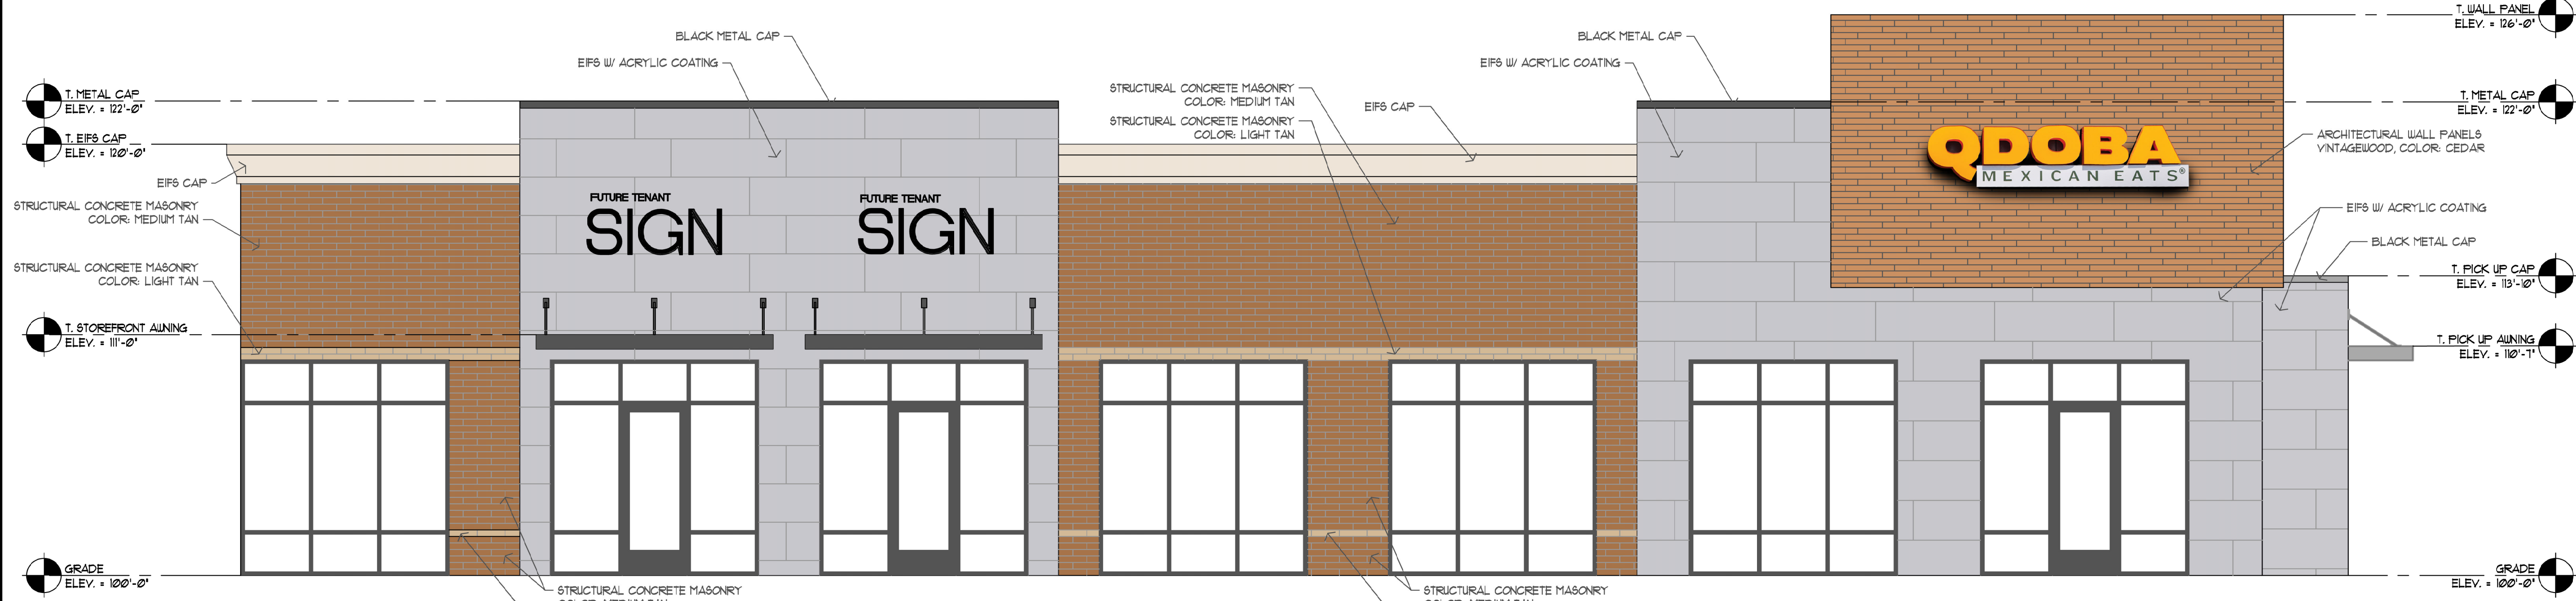 T. WALL PANEL
ELEV. = 126'-0"
BLACK METAL CAP
BLACK METAL CAP
EIFS W/ ACRYLIC COATING
EIFS W/ ACRYLIC COATING
T. METAL CAP
ELEV. = 122'-0"
STRUCTURAL CONCRETE MASONRY
COLOR: MEDIUM TAN
EIFS CAP
T. METAL CAP
ELEV. = 122'-0"
STRUCTURAL CONCRETE MASONRY
COLOR: LIGHT TAN
T. EIFS CAP
ELEV. = 120'-0"
QDOBA
MEXICAN EATS®
ARCHITECTURAL WALL PANELS
VINTAGEWOOD, COLOR: CEDAR
EIFS CAP
STRUCTURAL CONCRETE MASONRY
COLOR: MEDIUM TAN
FUTURE TENANT
SIGN
FUTURE TENANT
SIGN
EIFS W/ ACRYLIC COATING
BLACK METAL CAP
STRUCTURAL CONCRETE MASONRY
COLOR: LIGHT TAN
T. PICK UP CAP
ELEV. = 113'-10"
T. STOREFRONT AWNING
ELEV. = 111'-0"
T. PICK UP AWNING
ELEV. = 110'-7"
GRADE
ELEV. = 100'-0"
GRADE
ELEV. = 100'-0"
STRUCTURAL CONCRETE MASONRY
STRUCTURAL CONCRETE MASONRY